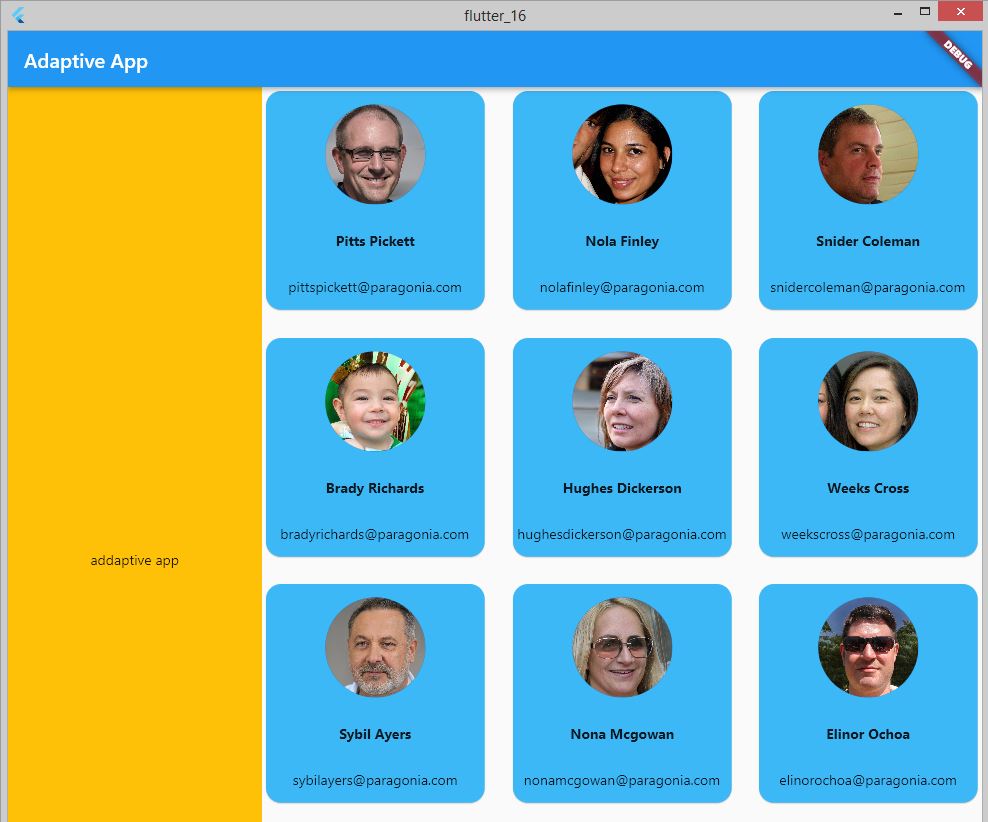 flutter_16
Adaptive App
DEBUG
addaptive app
Pitts Pickett
pittspickett@paragonia.com
Nola Finley
nolafinley@paragonia.com
Snider Coleman
snidercoleman@paragonia.com
Brady Richards
bradyrichards@paragonia.com
Hughes Dickerson
hughesdickerson@paragonia.com
Weeks Cross
weekscross@paragonia.com
Sybil Ayers
sybilayers@paragonia.com
Nona Mcgowan
nonamcgowan@paragonia.com
Elinor Ochoa
elinorochoa@paragonia.com